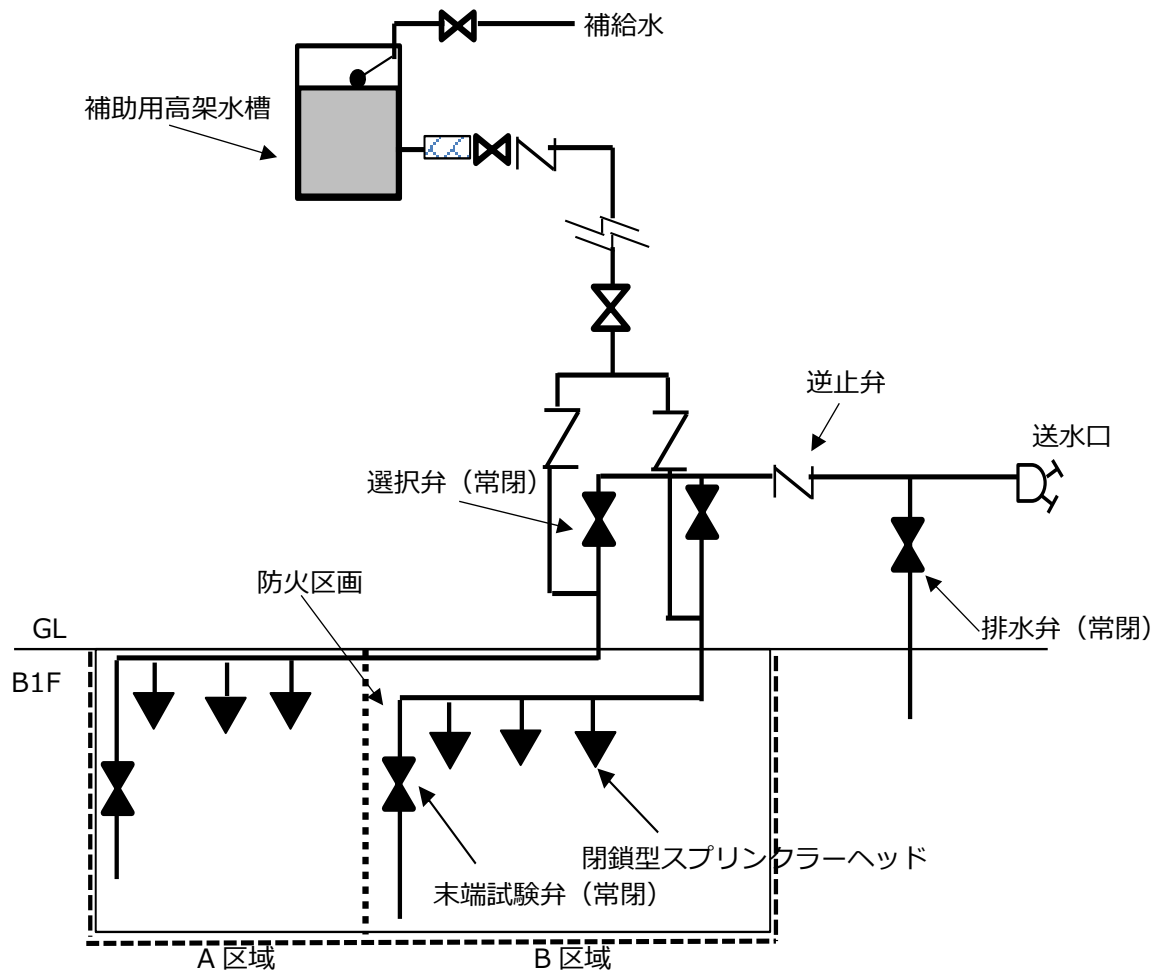 補給水
補助用高架水槽
逆止弁
送水口
選択弁（常閉）
防火区画
GL
排水弁（常閉）
B1F
閉鎖型スプリンクラーヘッド
末端試験弁（常閉）
A 区域
B 区域